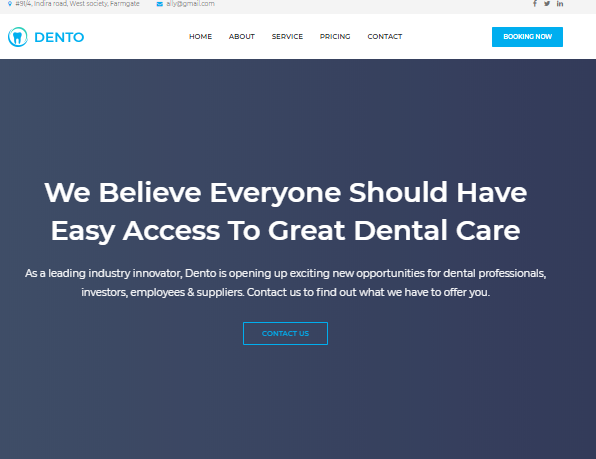 #91/4, Indira road, West society, Farmgate
ally@gmail.com
DENTO
HOME ABOUT SERVICE PRICING CONTACT
BOOKING NOW
We Believe Everyone Should Have
Easy Access To Great Dental Care
As a leading industry innovator, Dento is opening up exciting new opportunities for dental professionals,
investors, employees & suppliers. Contact us to find out what we have to offer you.
CONTACT US